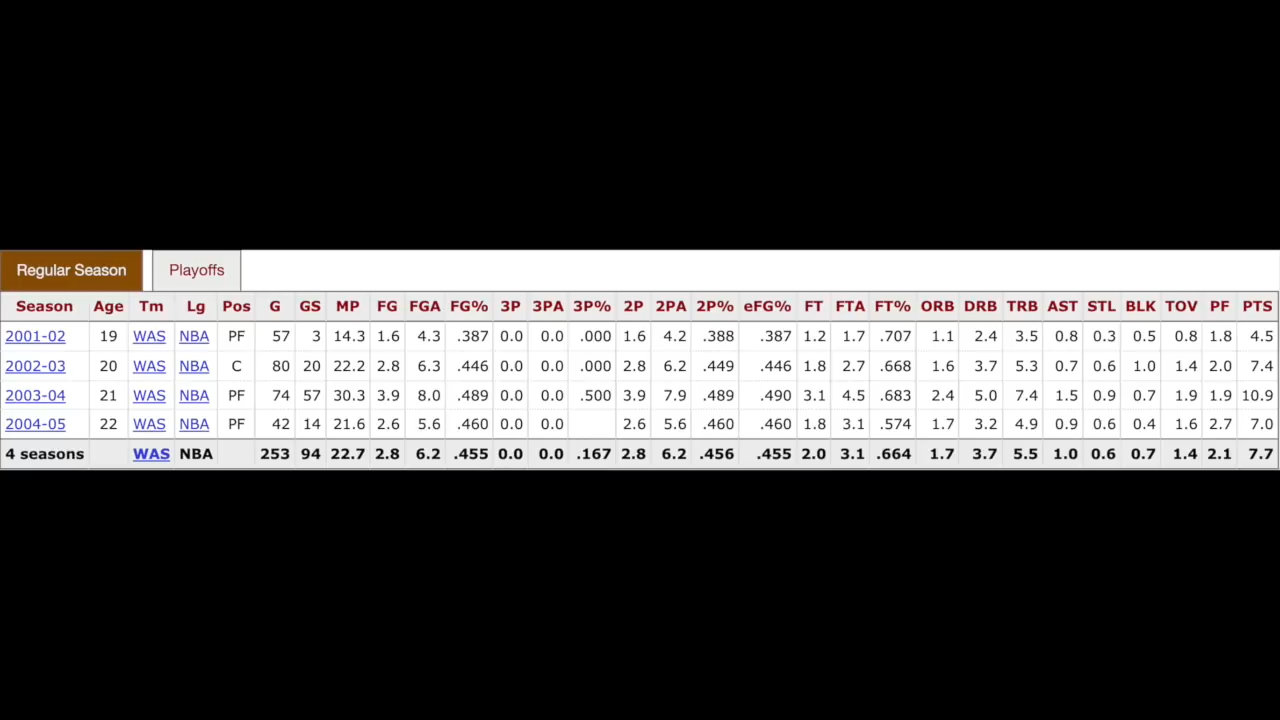 Regular Season Playoffs
Season Age Tm Lg Pos G GS MP FG FGA FG% 3P 3PA 3P% 2P 2PA 2P% eFG% FT FTA FT% ORB DRB TRB AST STL BLK TOV PF PTS
2001-02 19 WAS NBA PF 57 3 14.3 1.6 4.3 .387 0.0 0.0 .000 1.6 4.2 .388 .387 1.2 1.7 .707 1.1 2.4 3.5 0.8 0.3 0.5 0.8 1.8 4.5
2002-03 20 WAS NBA C 80 20 22.2 2.8 6.3 .446 0.0 0.0 .000 2.8 6.2 .449 .446 1.8 2.7 .668 1.6 3.7 5.3 0.7 0.6 1.0 1.4 2.0 7.4
2003-04 21 WAS NBA PF 74 57 30.3 3.9 8.0 .489 0.0 0.0 .500 3.9 7.9 .489 .490 3.1 4.5 .683 2.4 5.0 7.4 1.5 0.9 0.7 1.9 1.9 10.9
2004-05 22 WAS NBA PF 42 14 21.6 2.6 5.6 .460 0.0 0.0 2.6 5.6 .460 .460 1.8 3.1 .574 1.7 3.2 4.9 0.9 0.6 0.4 1.6 2.7 7.0
4 seasons WAS NBA 253 94 22.7 2.8 6.2 .455 0.0 0.0 .167 2.8 6.2 .456 .455 2.0 3.1 .664 1.7 3.7 5.5 1.0 0.6 0.7 1.4 2.1 7.7